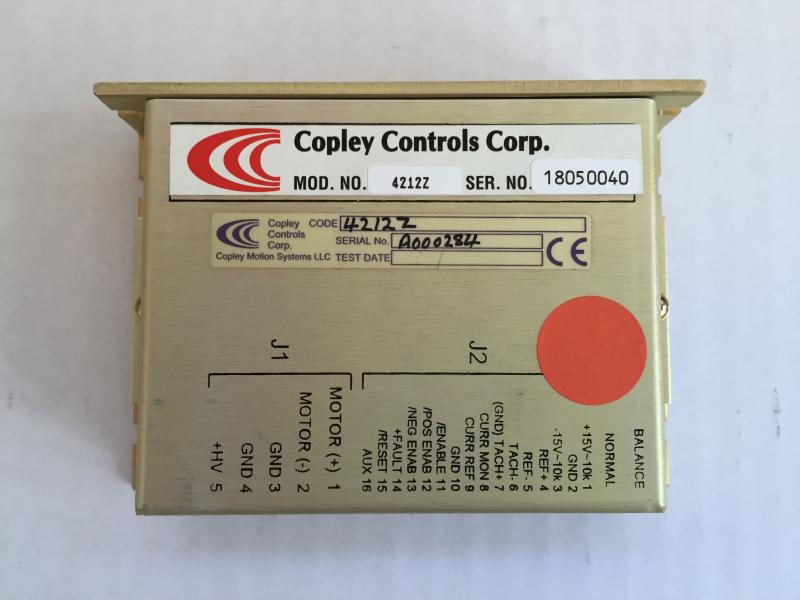 Copley Controls Corp.
MOD. NO. 4212Z SER. NO. 18050040
Copley Controls Corp.
CODE 4212Z
SERIAL No. A000284
Copley Motion Systems LLC TEST DATE
CE
J1
MOTOR (+) 1
MOTOR (-) 2
GND 3
GND 4
+HV 5
J2
BALANCE
NORMAL
+15V~10k 1
GND 2
-15V~10k 3
REF+ 4
REF- 5
TACH- 6
(GND) TACH+ 7
CURR MON 8
CURR REF 9
GND 10
/ENABLE 11
/POS ENAB 12
/NEG ENAB 13
+FAULT 14
/RESET 15
AUX 16